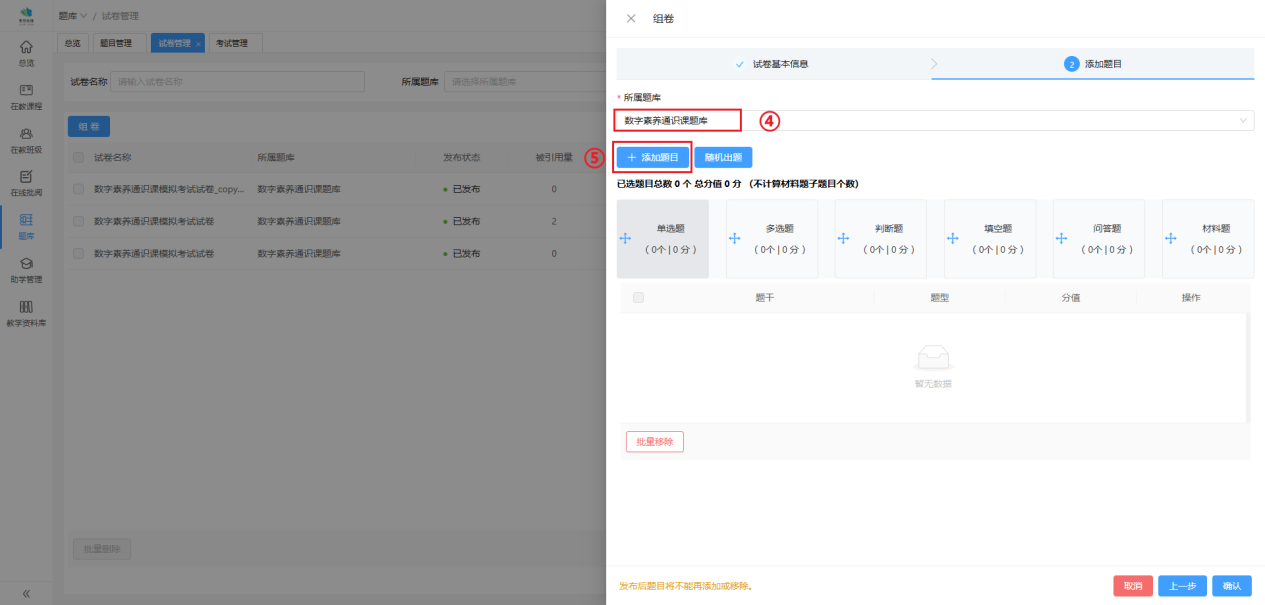 题库 / 试卷管理
总览 题目管理 试卷管理 × 考试管理
总览
在教课程
在教班级
在线批阅
题库
助学管理
教学资料库
试卷名称 请输入试卷名称 所属题库 请选择所属题库
组 卷
试卷名称 所属题库 发布状态 被引用量
数字素养通识课模拟考试试卷_copy... 数字素养通识课题库 已发布 0
数字素养通识课模拟考试试卷 数字素养通识课题库 已发布 2
数字素养通识课模拟考试试卷 数字素养通识课题库 已发布 0
批量删除
组卷
试卷基本信息
2 添加题目
* 所属题库
数字素养通识课题库 ④
⑤ + 添加题目 随机出题
已选题目总数 0 个 总分值 0 分 (不计算材料题子题目个数)
单选题 多选题 判断题 填空题 问答题 材料题
( 0个 | 0 分 ) ( 0个 | 0 分 ) ( 0个 | 0 分 ) ( 0个 | 0 分 ) ( 0个 | 0 分 ) ( 0个 | 0 分 )
题干 题型 分值 操作
暂无数据
批量移除
发布后题目将不能再添加或移除。
取消 上一步 确认